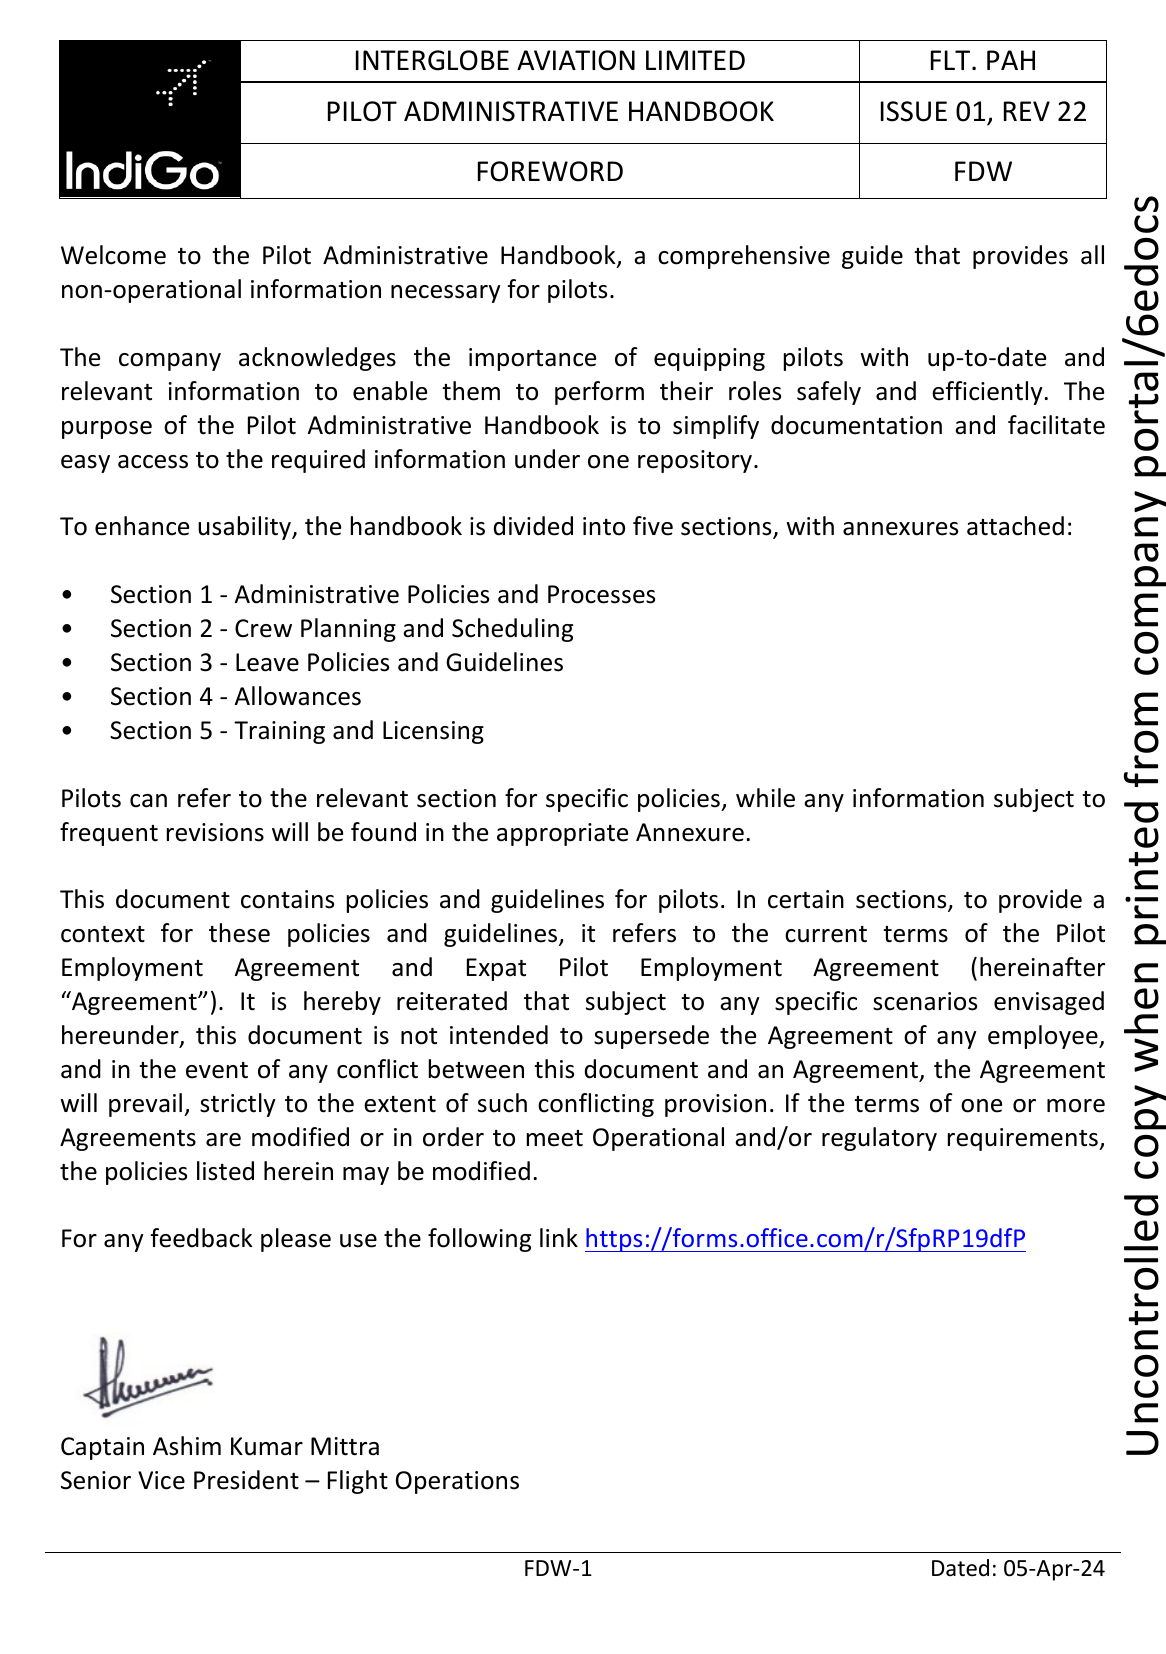 IndiGo
INTERGLOBE AVIATION LIMITED
FLT. PAH
PILOT ADMINISTRATIVE HANDBOOK
ISSUE 01, REV 22
FOREWORD
FDW
Welcome to the Pilot Administrative Handbook, a comprehensive guide that provides all
non-operational information necessary for pilots.
The company acknowledges the importance of equipping pilots with up-to-date and
relevant information to enable them to perform their roles safely and efficiently. The
purpose of the Pilot Administrative Handbook is to simplify documentation and facilitate
easy access to the required information under one repository.
To enhance usability, the handbook is divided into five sections, with annexures attached:
• Section 1 - Administrative Policies and Processes
• Section 2 - Crew Planning and Scheduling
• Section 3 - Leave Policies and Guidelines
• Section 4 - Allowances
• Section 5 - Training and Licensing
Pilots can refer to the relevant section for specific policies, while any information subject to
frequent revisions will be found in the appropriate Annexure.
This document contains policies and guidelines for pilots. In certain sections, to provide a
context for these policies and guidelines, it refers to the current terms of the Pilot
Employment Agreement and Expat Pilot Employment Agreement (hereinafter
“Agreement”). It is hereby reiterated that subject to any specific scenarios envisaged
hereunder, this document is not intended to supersede the Agreement of any employee,
and in the event of any conflict between this document and an Agreement, the Agreement
will prevail, strictly to the extent of such conflicting provision. If the terms of one or more
Agreements are modified or in order to meet Operational and/or regulatory requirements,
the policies listed herein may be modified.
For any feedback please use the following link https://forms.office.com/r/SfpRP19dfP
Captain Ashim Kumar Mittra
Senior Vice President – Flight Operations
FDW-1
Dated: 05-Apr-24
Uncontrolled copy when printed from company portal/6edocs